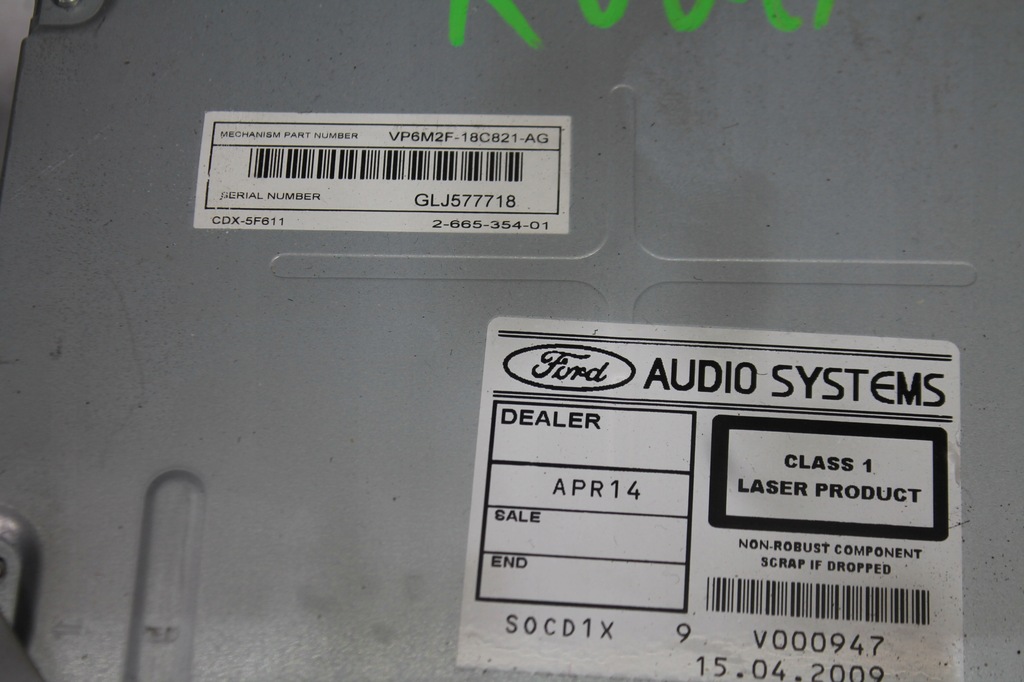 MECHANISM PART NUMBER VP6M2F-18C821-AG
SERIAL NUMBER GLJ577718
CDX-5F611 2-665-354-01
Ford AUDIO SYSTEMS
DEALER
APR14
SALE
END
CLASS 1
LASER PRODUCT
NON-ROBUST COMPONENT
SCRAP IF DROPPED
SOCD1X 9 V000947
15.04.2009